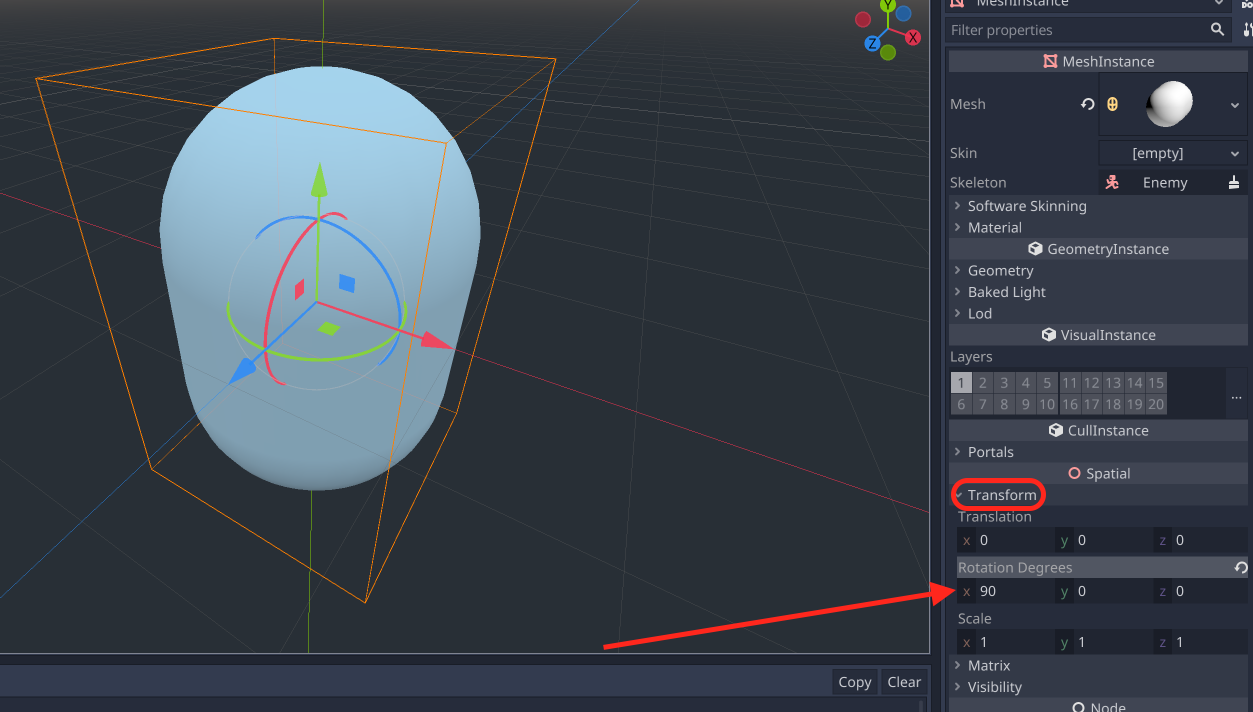 MeshInstance
Y
X
Z
Filter properties
MeshInstance
Mesh
Skin [empty]
Skeleton Enemy
Software Skinning
Material
GeometryInstance
Geometry
Baked Light
Lod
VisualInstance
Layers
1 2 3 4 5 11 12 13 14 15
6 7 8 9 10 16 17 18 19 20
...
CullInstance
Portals
Spatial
Transform
Translation
x 0 y 0 z 0
Rotation Degrees
x 90 y 0 z 0
Scale
x 1 y 1 z 1
Matrix
Visibility
Node
Copy Clear